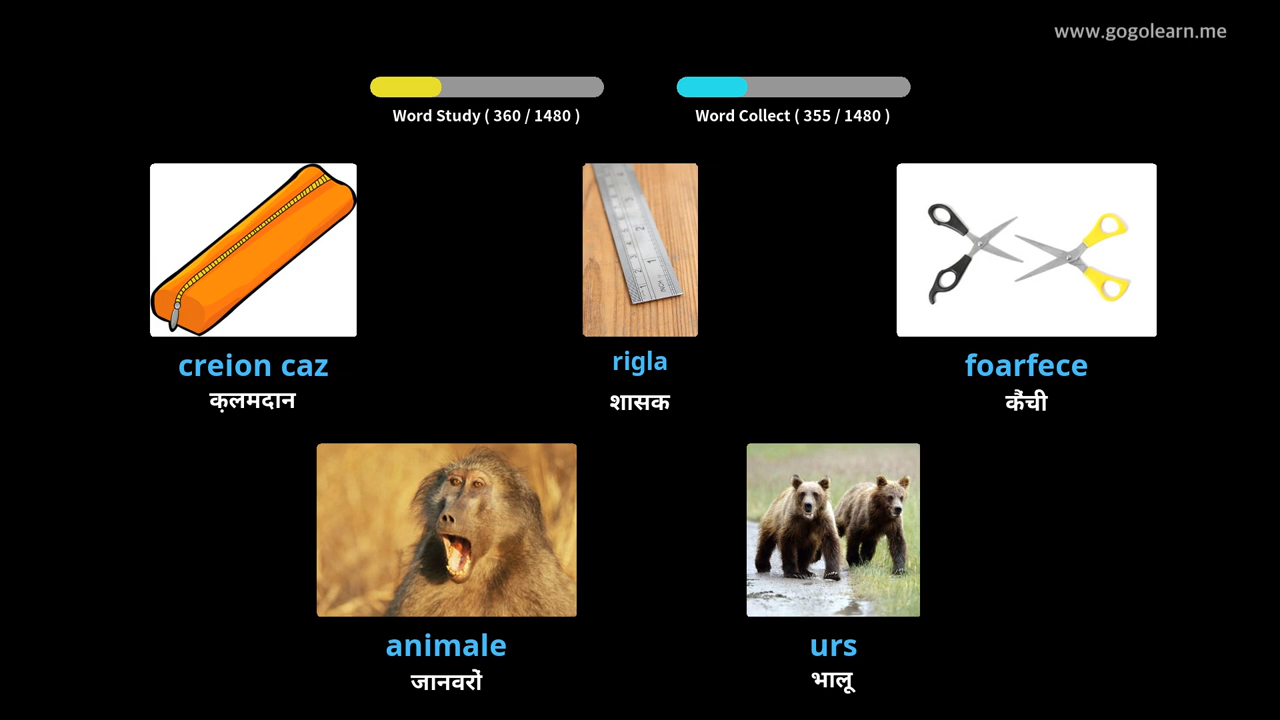 www.gogolearn.me
Word Study ( 360 / 1480 )
Word Collect ( 355 / 1480 )
creion caz
क़लमदान
rigla
शासक
foarfece
कैंची
animale
जानवरों
urs
भालू